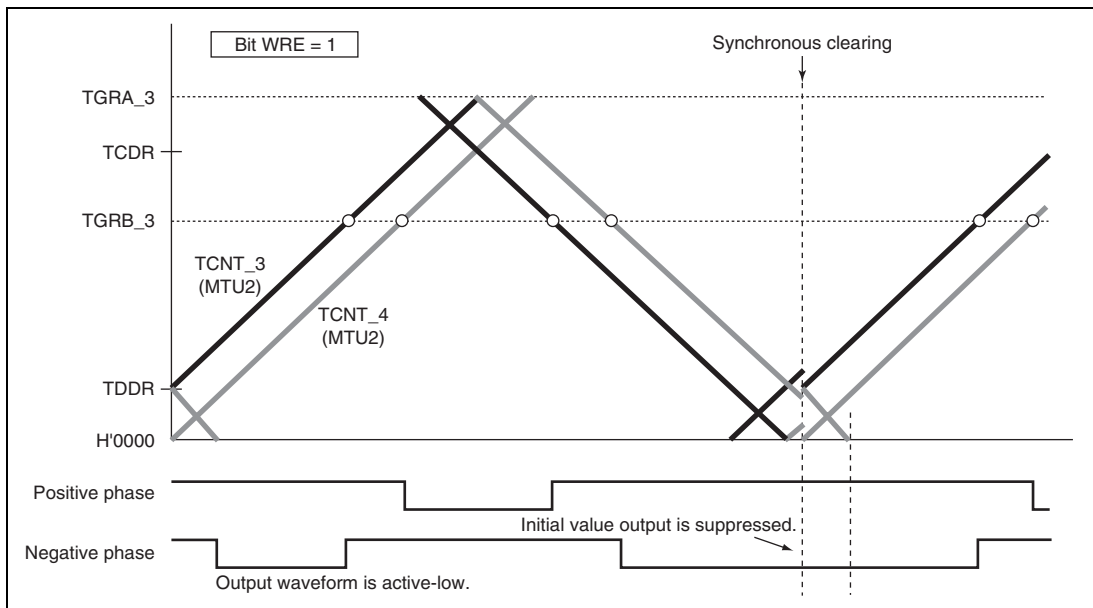 Bit WRE = 1
Synchronous clearing
TGRA_3
TCDR
TGRB_3
TCNT_3
(MTU2)
TCNT_4
(MTU2)
TDDR
H'0000
Positive phase
Initial value output is suppressed.
Negative phase
Output waveform is active-low.